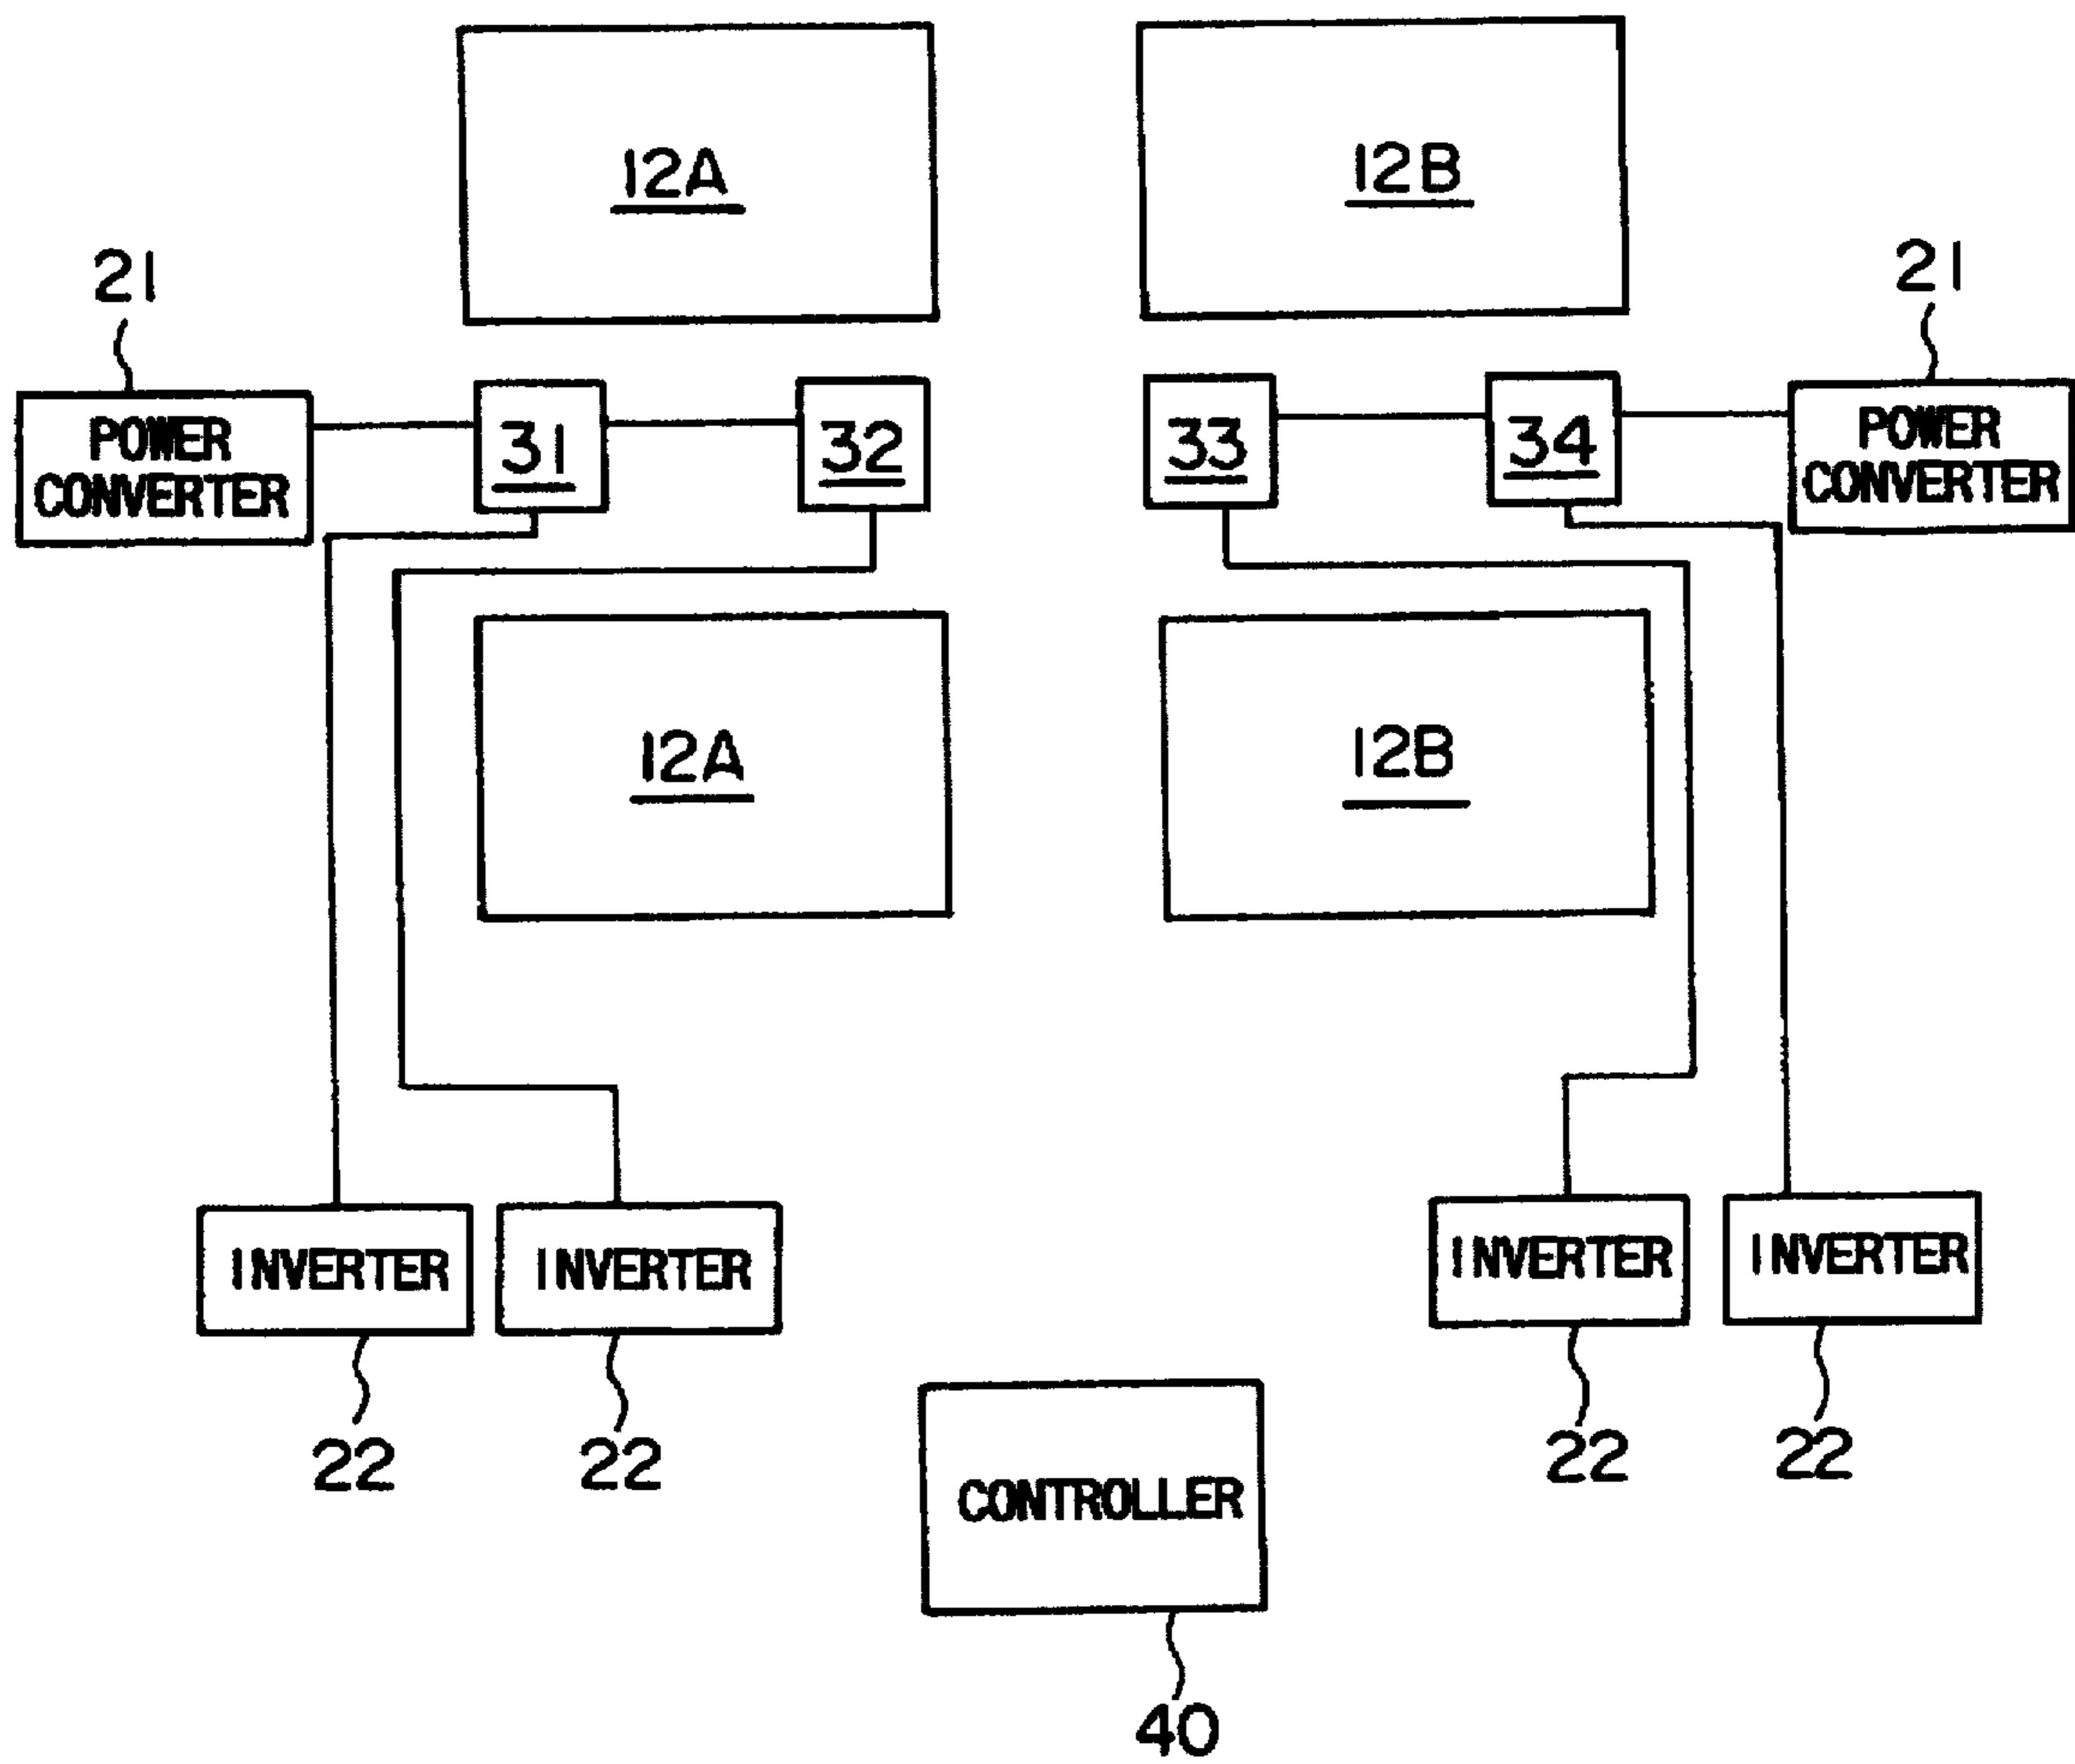 12A
12B
21
21
POWER
CONVERTER
31
32
33
34
POWER
CONVERTER
12A
12B
INVERTER
INVERTER
INVERTER
INVERTER
22
22
22
22
CONTROLLER
40